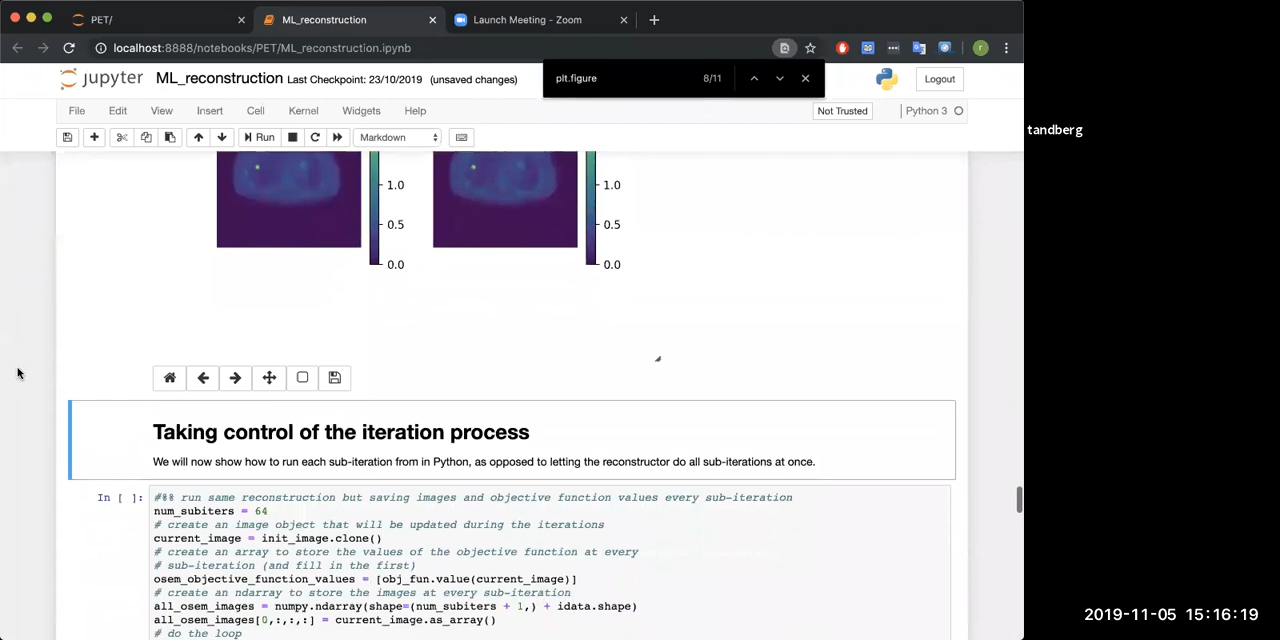 PET/
ML_reconstruction
Launch Meeting - Zoom
localhost:8888/notebooks/PET/ML_reconstruction.ipynb
r
jupyter ML_reconstruction Last Checkpoint: 23/10/2019 (unsaved changes)
plt.figure 8/11
Logout
File Edit View Insert Cell Kernel Widgets Help
Not Trusted Python 3
Run Markdown
1.0 1.0
0.5 0.5
0.0 0.0
Taking control of the iteration process
We will now show how to run each sub-iteration from in Python, as opposed to letting the reconstructor do all sub-iterations at once.
In [ ]: #%% run same reconstruction but saving images and objective function values every sub-iteration
num_subiters = 64
# create an image object that will be updated during the iterations
current_image = init_image.clone()
# create an array to store the values of the objective function at every
# sub-iteration (and fill in the first)
osem_objective_function_values = [obj_fun.value(current_image)]
# create an ndarray to store the images at every sub-iteration
all_osem_images = numpy.ndarray(shape=(num_subiters + 1,) + idata.shape)
all_osem_images[0,:,:,:] = current_image.as_array()
# do the loop
tandberg
2019-11-05 15:16:19